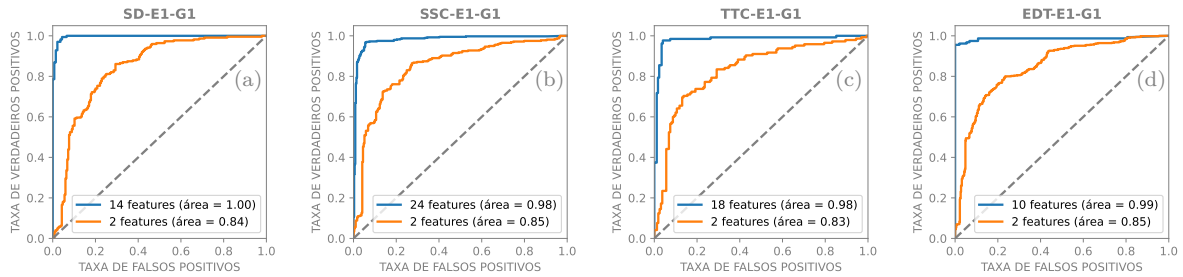 SD-E1-G1
TAXA DE VERDADEIROS POSITIVOS
1.0
0.8
0.6
0.4
0.2
0.0
(a)
14 features (área = 1.00)
2 features (área = 0.84)
0.0 0.2 0.4 0.6 0.8 1.0
TAXA DE FALSOS POSITIVOS
SSC-E1-G1
TAXA DE VERDADEIROS POSITIVOS
1.0
0.8
0.6
0.4
0.2
0.0
(b)
24 features (área = 0.98)
2 features (área = 0.85)
0.0 0.2 0.4 0.6 0.8 1.0
TAXA DE FALSOS POSITIVOS
TTC-E1-G1
TAXA DE VERDADEIROS POSITIVOS
1.0
0.8
0.6
0.4
0.2
0.0
(c)
18 features (área = 0.98)
2 features (área = 0.83)
0.0 0.2 0.4 0.6 0.8 1.0
TAXA DE FALSOS POSITIVOS
EDT-E1-G1
TAXA DE VERDADEIROS POSITIVOS
1.0
0.8
0.6
0.4
0.2
0.0
(d)
10 features (área = 0.99)
2 features (área = 0.85)
0.0 0.2 0.4 0.6 0.8 1.0
TAXA DE FALSOS POSITIVOS